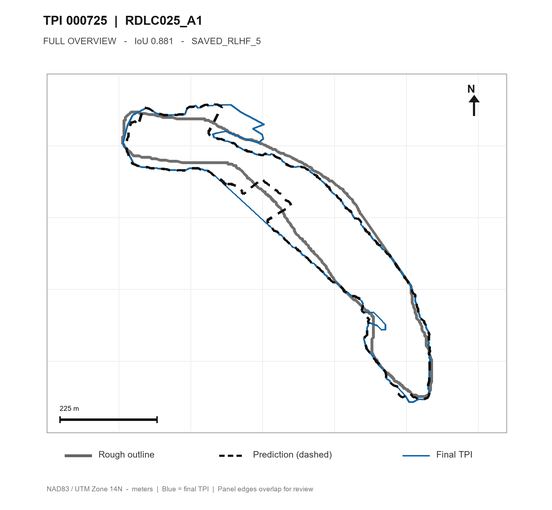 TPI 000725 | RDLC025_A1
FULL OVERVIEW - IoU 0.881 - SAVED_RLHF_5
N
225 m
Rough outline Prediction (dashed) Final TPI
NAD83 / UTM Zone 14N - meters | Blue = final TPI | Panel edges overlap for review